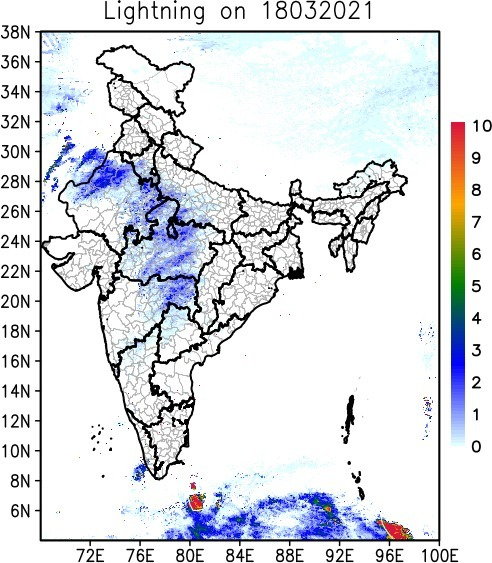 Lightning on 18032021
38N
36N
34N
32N
30N
28N
26N
24N
22N
20N
18N
16N
14N
12N
10N
8N
6N
72E 76E 80E 84E 88E 92E 96E 100E
10
9
8
7
6
5
4
3
2
1
0